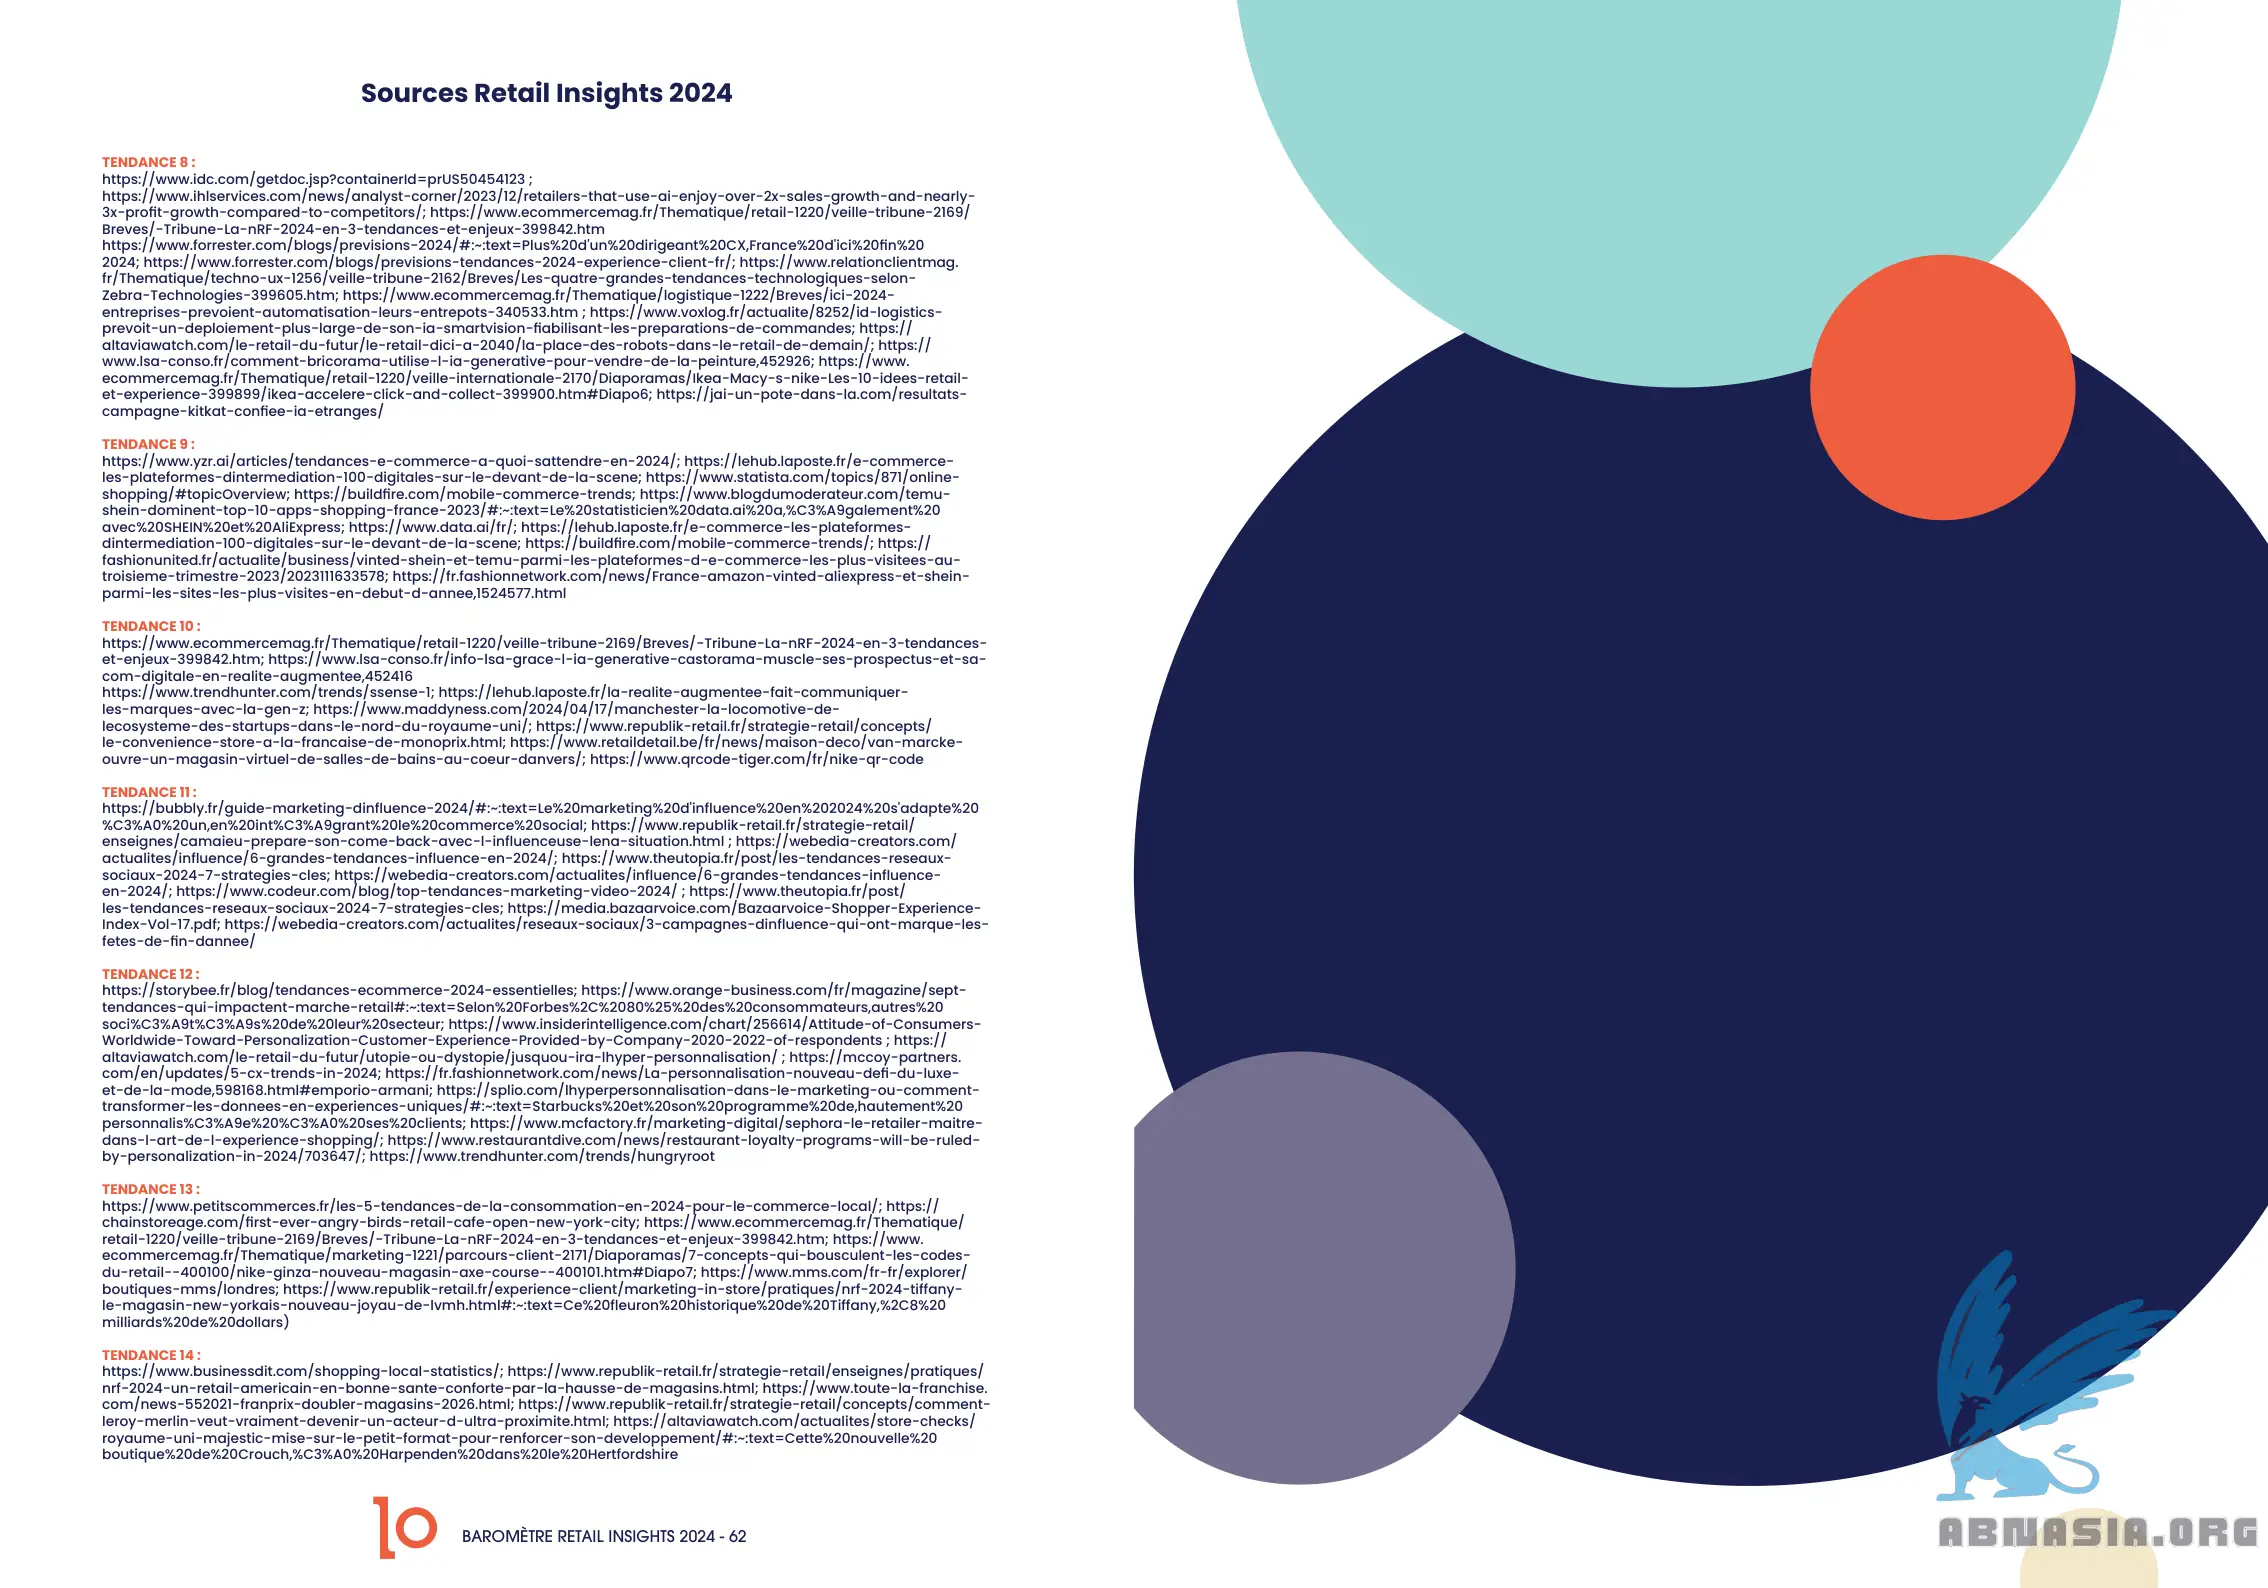 Sources Retail Insights 2024
TENDANCE 8 :
https://www.idc.com/getdoc.jsp?containerId=prUS50454123 ;
https://www.ihlservices.com/news/analyst-corner/2023/12/retailers-that-use-ai-enjoy-over-2x-sales-growth-and-nearly-
3x-profit-growth-compared-to-competitors/; https://www.ecommercemag.fr/Thematique/retail-1220/veille-tribune-2169/
Breves/-Tribune-La-nRF-2024-en-3-tendances-et-enjeux-399842.htm
https://www.forrester.com/blogs/previsions-2024/#:~:text=Plus%20d'un%20dirigeant%20CX,France%20d'ici%20fin%20
2024; https://www.forrester.com/blogs/previsions-tendances-2024-experience-client-fr/; https://www.relationclientmag.
fr/Thematique/techno-ux-1256/veille-tribune-2162/Breves/Les-quatre-grandes-tendances-technologiques-selon-
Zebra-Technologies-399605.htm; https://www.ecommercemag.fr/Thematique/logistique-1222/Breves/ici-2024-
entreprises-prevoient-automatisation-leurs-entrepots-340533.htm ; https://www.voxlog.fr/actualite/8252/id-logistics-
prevoit-un-deploiement-plus-large-de-son-ia-smartvision-fiabilisant-les-preparations-de-commandes; https://
altaviawatch.com/le-retail-du-futur/le-retail-dici-a-2040/la-place-des-robots-dans-le-retail-de-demain/; https://
www.lsa-conso.fr/comment-bricorama-utilise-l-ia-generative-pour-vendre-de-la-peinture,452926; https://www.
ecommercemag.fr/Thematique/retail-1220/veille-internationale-2170/Diaporamas/Ikea-Macy-s-nike-Les-10-idees-retail-
et-experience-399899/ikea-accelere-click-and-collect-399900.htm#Diapo6; https://jai-un-pote-dans-la.com/resultats-
campagne-kitkat-confiee-ia-etranges/
TENDANCE 9 :
https://www.yzr.ai/articles/tendances-e-commerce-a-quoi-sattendre-en-2024/; https://lehub.laposte.fr/e-commerce-
les-plateformes-dintermediation-100-digitales-sur-le-devant-de-la-scene; https://www.statista.com/topics/871/online-
shopping/#topicOverview; https://buildfire.com/mobile-commerce-trends; https://www.blogdumoderateur.com/temu-
shein-dominent-top-10-apps-shopping-france-2023/#:~:text=Le%20statisticien%20data.ai%20a,%C3%A9galement%20
avec%20SHEIN%20et%20AliExpress; https://www.data.ai/fr/; https://lehub.laposte.fr/e-commerce-les-plateformes-
dintermediation-100-digitales-sur-le-devant-de-la-scene; https://buildfire.com/mobile-commerce-trends/; https://
fashionunited.fr/actualite/business/vinted-shein-et-temu-parmi-les-plateformes-d-e-commerce-les-plus-visitees-au-
troisieme-trimestre-2023/2023111633578; https://fr.fashionnetwork.com/news/France-amazon-vinted-aliexpress-et-shein-
parmi-les-sites-les-plus-visites-en-debut-d-annee,1524577.html
TENDANCE 10 :
https://www.ecommercemag.fr/Thematique/retail-1220/veille-tribune-2169/Breves/-Tribune-La-nRF-2024-en-3-tendances-
et-enjeux-399842.htm; https://www.lsa-conso.fr/info-lsa-grace-l-ia-generative-castorama-muscle-ses-prospectus-et-sa-
com-digitale-en-realite-augmentee,452416
https://www.trendhunter.com/trends/ssense-1; https://lehub.laposte.fr/la-realite-augmentee-fait-communiquer-
les-marques-avec-la-gen-z; https://www.maddyness.com/2024/04/17/manchester-la-locomotive-de-
lecosysteme-des-startups-dans-le-nord-du-royaume-uni/; https://www.republik-retail.fr/strategie-retail/concepts/
le-convenience-store-a-la-francaise-de-monoprix.html; https://www.retaildetail.be/fr/news/maison-deco/van-marcke-
ouvre-un-magasin-virtuel-de-salles-de-bains-au-coeur-danvers/; https://www.qrcode-tiger.com/fr/nike-qr-code
TENDANCE 11 :
https://bubbly.fr/guide-marketing-dinfluence-2024/#:~:text=Le%20marketing%20d'influence%20en%202024%20s'adapte%20
%C3%A0%20un,en%20int%C3%A9grant%20le%20commerce%20social; https://www.republik-retail.fr/strategie-retail/
enseignes/camaieu-prepare-son-come-back-avec-l-influenceuse-lena-situation.html ; https://webedia-creators.com/
actualites/influence/6-grandes-tendances-influence-en-2024/; https://www.theutopia.fr/post/les-tendances-reseaux-
sociaux-2024-7-strategies-cles; https://webedia-creators.com/actualites/influence/6-grandes-tendances-influence-
en-2024/; https://www.codeur.com/blog/top-tendances-marketing-video-2024/ ; https://www.theutopia.fr/post/
les-tendances-reseaux-sociaux-2024-7-strategies-cles; https://media.bazaarvoice.com/Bazaarvoice-Shopper-Experience-
Index-Vol-17.pdf; https://webedia-creators.com/actualites/reseaux-sociaux/3-campagnes-dinfluence-qui-ont-marque-les-
fetes-de-fin-dannee/
TENDANCE 12 :
https://storybee.fr/blog/tendances-ecommerce-2024-essentielles; https://www.orange-business.com/fr/magazine/sept-
tendances-qui-impactent-marche-retail#:~:text=Selon%20Forbes%2C%2080%25%20des%20consommateurs,autres%20
soci%C3%A9t%C3%A9s%20de%20leur%20secteur; https://www.insiderintelligence.com/chart/256614/Attitude-of-Consumers-
Worldwide-Toward-Personalization-Customer-Experience-Provided-by-Company-2020-2022-of-respondents ; https://
altaviawatch.com/le-retail-du-futur/utopie-ou-dystopie/jusquou-ira-lhyper-personnalisation/ ; https://mccoy-partners.
com/en/updates/5-cx-trends-in-2024; https://fr.fashionnetwork.com/news/La-personnalisation-nouveau-defi-du-luxe-
et-de-la-mode,598168.html#emporio-armani; https://splio.com/lhyperpersonnalisation-dans-le-marketing-ou-comment-
transformer-les-donnees-en-experiences-uniques/#:~:text=Starbucks%20et%20son%20programme%20de,hautement%20
personnalis%C3%A9e%20%C3%A0%20ses%20clients; https://www.mcfactory.fr/marketing-digital/sephora-le-retailer-maitre-
dans-l-art-de-l-experience-shopping/; https://www.restaurantdive.com/news/restaurant-loyalty-programs-will-be-ruled-
by-personalization-in-2024/703647/; https://www.trendhunter.com/trends/hungryroot
TENDANCE 13 :
https://www.petitscommerces.fr/les-5-tendances-de-la-consommation-en-2024-pour-le-commerce-local/; https://
chainstoreage.com/first-ever-angry-birds-retail-cafe-open-new-york-city; https://www.ecommercemag.fr/Thematique/
retail-1220/veille-tribune-2169/Breves/-Tribune-La-nRF-2024-en-3-tendances-et-enjeux-399842.htm; https://www.
ecommercemag.fr/Thematique/marketing-1221/parcours-client-2171/Diaporamas/7-concepts-qui-bousculent-les-codes-
du-retail--400100/nike-ginza-nouveau-magasin-axe-course--400101.htm#Diapo7; https://www.mms.com/fr-fr/explorer/
boutiques-mms/londres; https://www.republik-retail.fr/experience-client/marketing-in-store/pratiques/nrf-2024-tiffany-
le-magasin-new-yorkais-nouveau-joyau-de-lvmh.html#:~:text=Ce%20fleuron%20historique%20de%20Tiffany,%2C8%20
milliards%20de%20dollars)
TENDANCE 14 :
https://www.businessdit.com/shopping-local-statistics/; https://www.republik-retail.fr/strategie-retail/enseignes/pratiques/
nrf-2024-un-retail-americain-en-bonne-sante-conforte-par-la-hausse-de-magasins.html; https://www.toute-la-franchise.
com/news-552021-franprix-doubler-magasins-2026.html; https://www.republik-retail.fr/strategie-retail/concepts/comment-
leroy-merlin-veut-vraiment-devenir-un-acteur-d-ultra-proximite.html; https://altaviawatch.com/actualites/store-checks/
royaume-uni-majestic-mise-sur-le-petit-format-pour-renforcer-son-developpement/#:~:text=Cette%20nouvelle%20
boutique%20de%20Crouch,%C3%A0%20Harpenden%20dans%20le%20Hertfordshire
10 BAROMÈTRE RETAIL INSIGHTS 2024 - 62
ABNASIA.ORG